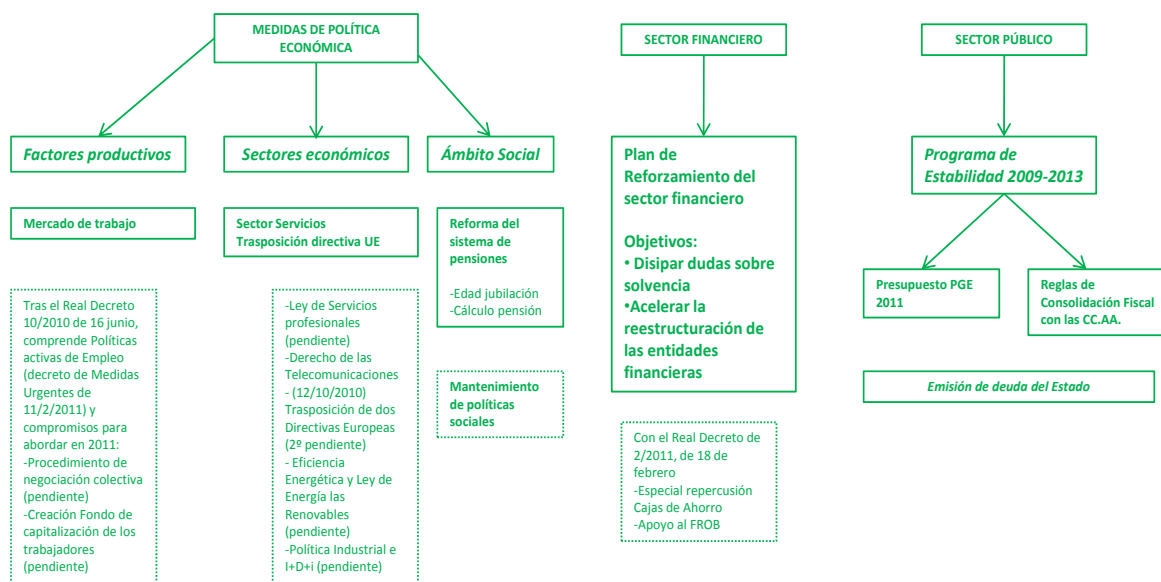 MEDIDAS DE POLÍTICA
ECONÓMICA
SECTOR FINANCIERO
SECTOR PÚBLICO
Factores productivos
Sectores económicos
Ámbito Social
Mercado de trabajo
Sector Servicios
Trasposición directiva UE
Reforma del
sistema de
pensiones
-Edad jubilación
-Cálculo pensión
Tras el Real Decreto
10/2010 de 16 junio,
comprende Políticas
activas de Empleo
(decreto de Medidas
Urgentes de
11/2/2011) y
compromisos para
abordar en 2011:
-Procedimiento de
negociación colectiva
(pendiente)
-Creación Fondo de
capitalización de los
trabajadores
(pendiente)
-Ley de Servicios
profesionales
(pendiente)
-Derecho de las
Telecomunicaciones
- (12/10/2010)
Trasposición de dos
Directivas Europeas
(2º pendiente)
- Eficiencia
Energética y Ley de
Energía las
Renovables
(pendiente)
-Política Industrial e
I+D+i (pendiente)
Mantenimiento
de políticas
sociales
Plan de
Reforzamiento del
sector financiero
Objetivos:
• Disipar dudas sobre
solvencia
•Acelerar la
reestructuración de
las entidades
financieras
Con el Real Decreto de
2/2011, de 18 de
febrero
-Especial repercusión
Cajas de Ahorro
-Apoyo al FROB
Programa de
Estabilidad 2009-2013
Presupuesto PGE
2011
Reglas de
Consolidación Fiscal
con las CC.AA.
Emisión de deuda del Estado